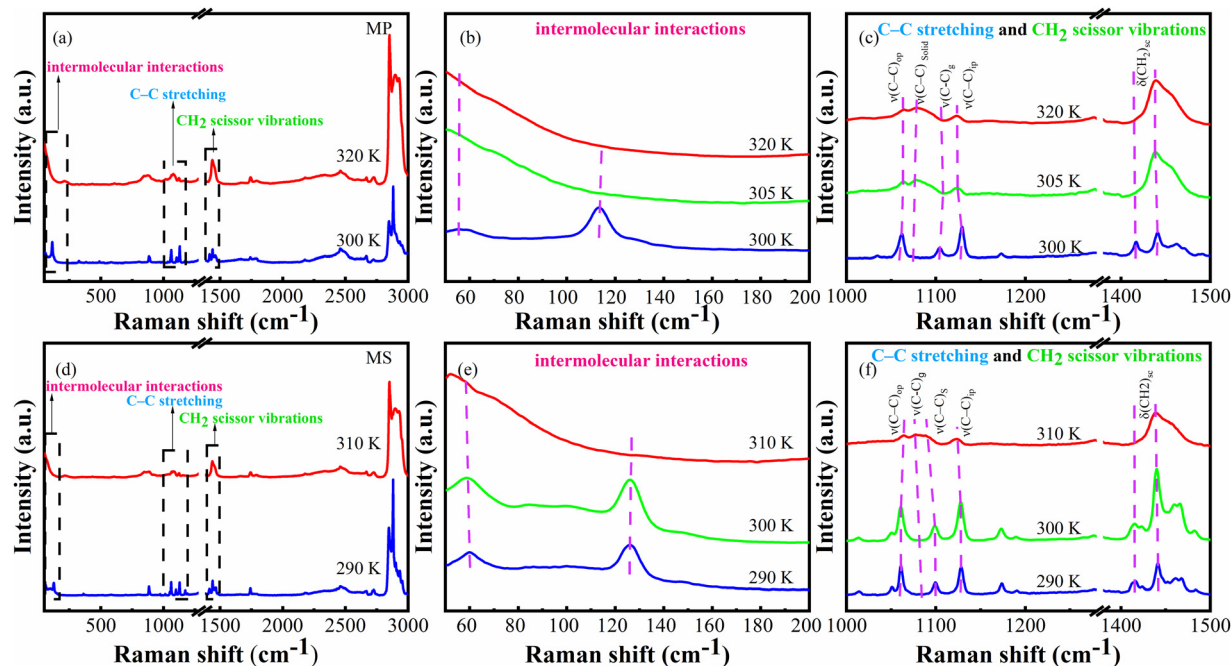 (a)
MP
intermolecular interactions
C–C stretching
CH2 scissor vibrations
320 K
300 K
500
1000
1400
1500
2000
2500
3000
Raman shift (cm-1)
Intensity (a.u.)
(b)
intermolecular interactions
320 K
305 K
300 K
60
80
100
120
140
160
180
200
Raman shift (cm-1)
Intensity (a.u.)
(c)
C–C stretching and CH2 scissor vibrations
ν(C–C)op
ν(C–C) Solid
ν(C-C)g
ν(C–C)ip
δ(CH2)sc
320 K
305 K
300 K
1000
1100
1200
1400
1500
Raman shift (cm-1)
Intensity (a.u.)
(d)
MS
intermolecular interactions
C–C stretching
CH2 scissor vibrations
310 K
290 K
500
1000
1400
1500
2000
2500
3000
Raman shift (cm-1)
Intensity (a.u.)
(e)
intermolecular interactions
310 K
300 K
290 K
60
80
100
120
140
160
180
200
Raman shift (cm-1)
Intensity (a.u.)
(f)
C–C stretching and CH2 scissor vibrations
ν(C–C)op
ν(C-C)g
ν(C–C)S
ν(C–C)ip
δ(CH2)sc
310 K
300 K
290 K
1000
1100
1200
1400
1500
Raman shift (cm-1)
Intensity (a.u.)